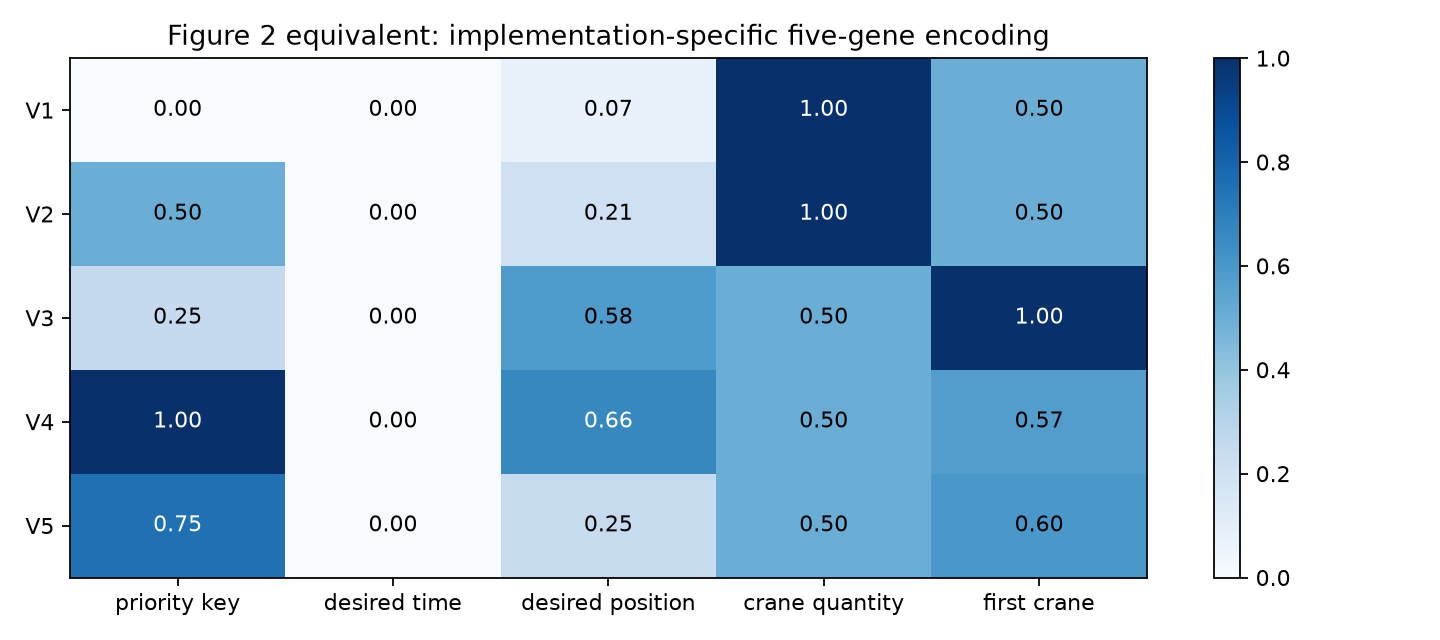 Figure 2 equivalent: implementation-specific five-gene encoding
V1 0.00 0.00 0.07 1.00 0.50
V2 0.50 0.00 0.21 1.00 0.50
V3 0.25 0.00 0.58 0.50 1.00
V4 1.00 0.00 0.66 0.50 0.57
V5 0.75 0.00 0.25 0.50 0.60
priority key desired time desired position crane quantity first crane
1.0
0.8
0.6
0.4
0.2
0.0